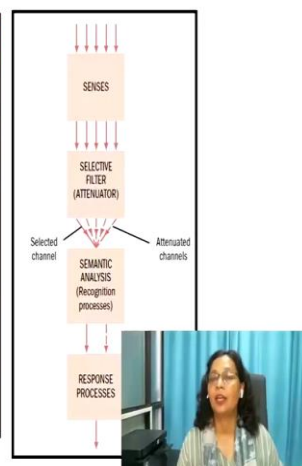 SENSES
SELECTIVE
FILTER
(ATTENUATOR)
Selected
channel
Attenuated
channels
SEMANTIC
ANALYSIS
(Recognition
processes)
RESPONSE
PROCESSES